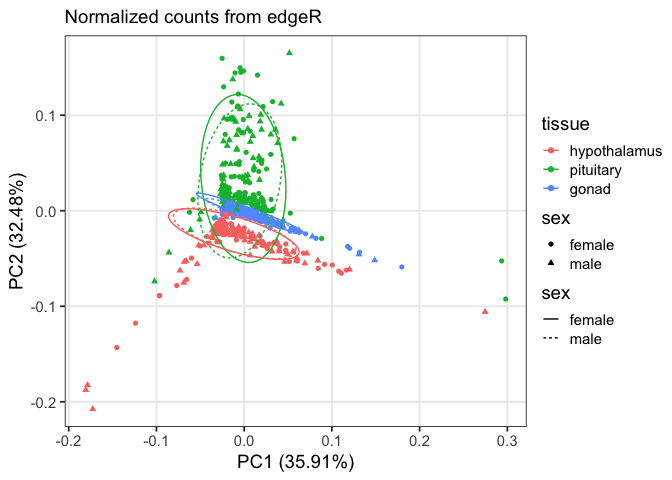 Normalized counts from edgeR
PC2 (32.48%)
0.1
0.0
-0.1
-0.2
-0.2
-0.1
0.0
0.1
0.2
0.3
PC1 (35.91%)
tissue
hypothalamus
pituitary
gonad
sex
female
male
sex
female
male